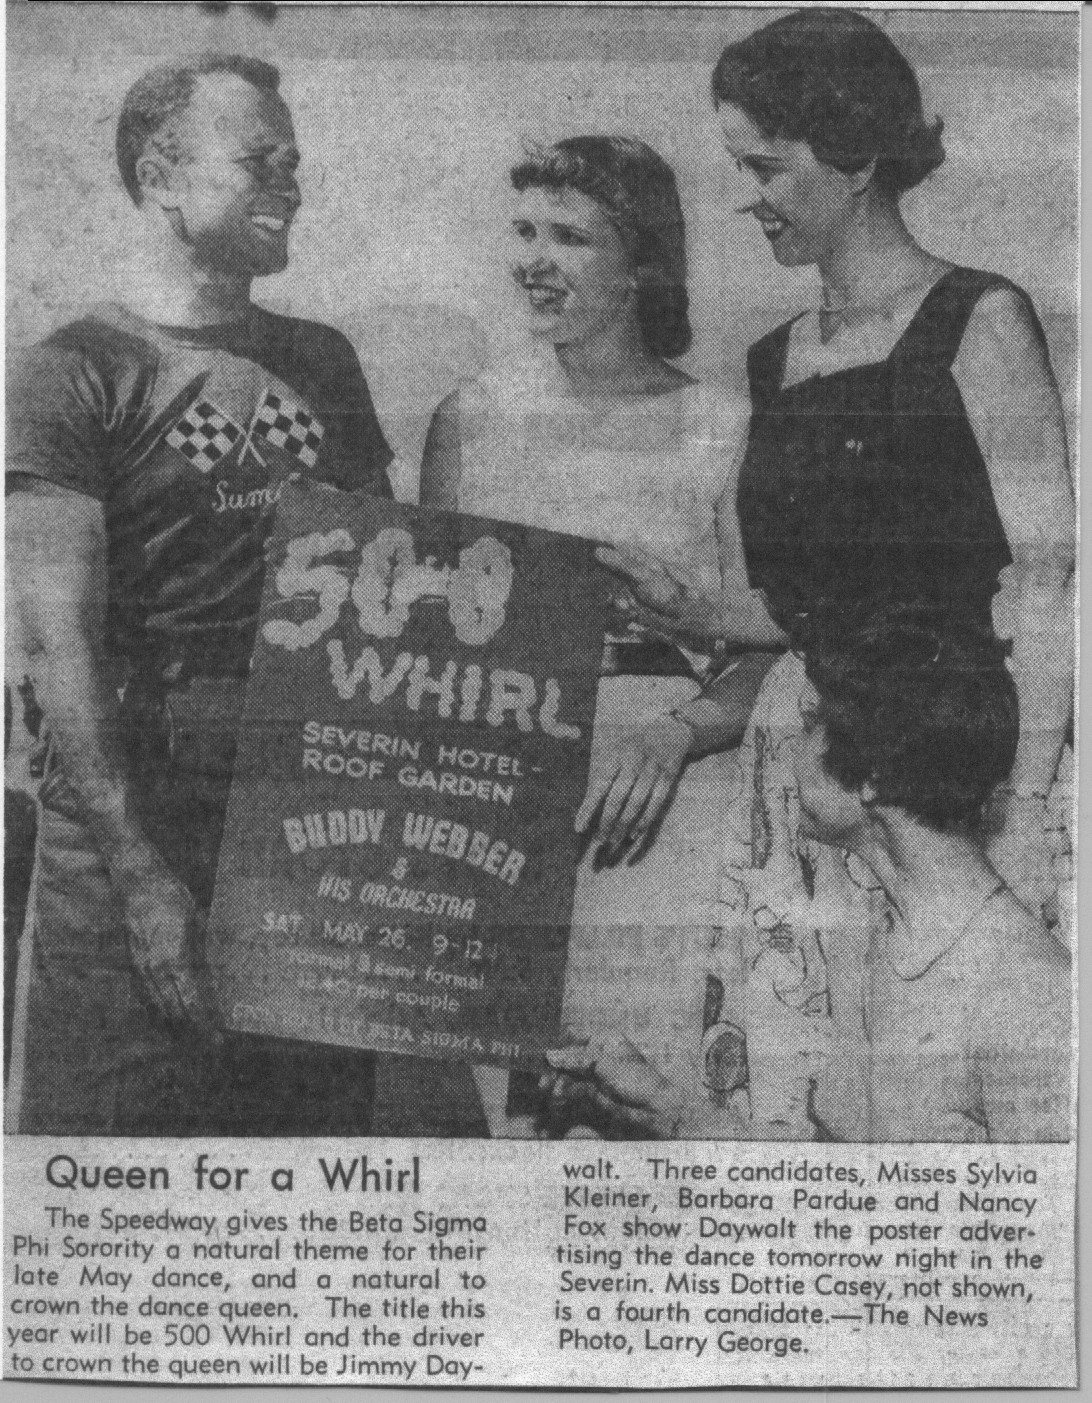 Sum
500
WHIRL
SEVERIN HOTEL -
ROOF GARDEN
BUDDY WEBBER
&
HIS ORCHESTRA
SAT. MAY 26. 9-12
formal & semi formal
per couple
BETA SIGMA PHI
Queen for a Whirl
The Speedway gives the Beta Sigma
Phi Sorority a natural theme for their
late May dance, and a natural to
crown the dance queen. The title this
year will be 500 Whirl and the driver
to crown the queen will be Jimmy Day-
walt. Three candidates, Misses Sylvia
Kleiner, Barbara Pardue and Nancy
Fox show Daywalt the poster adver-
tising the dance tomorrow night in the
Severin. Miss Dottie Casey, not shown,
is a fourth candidate.—The News
Photo, Larry George.